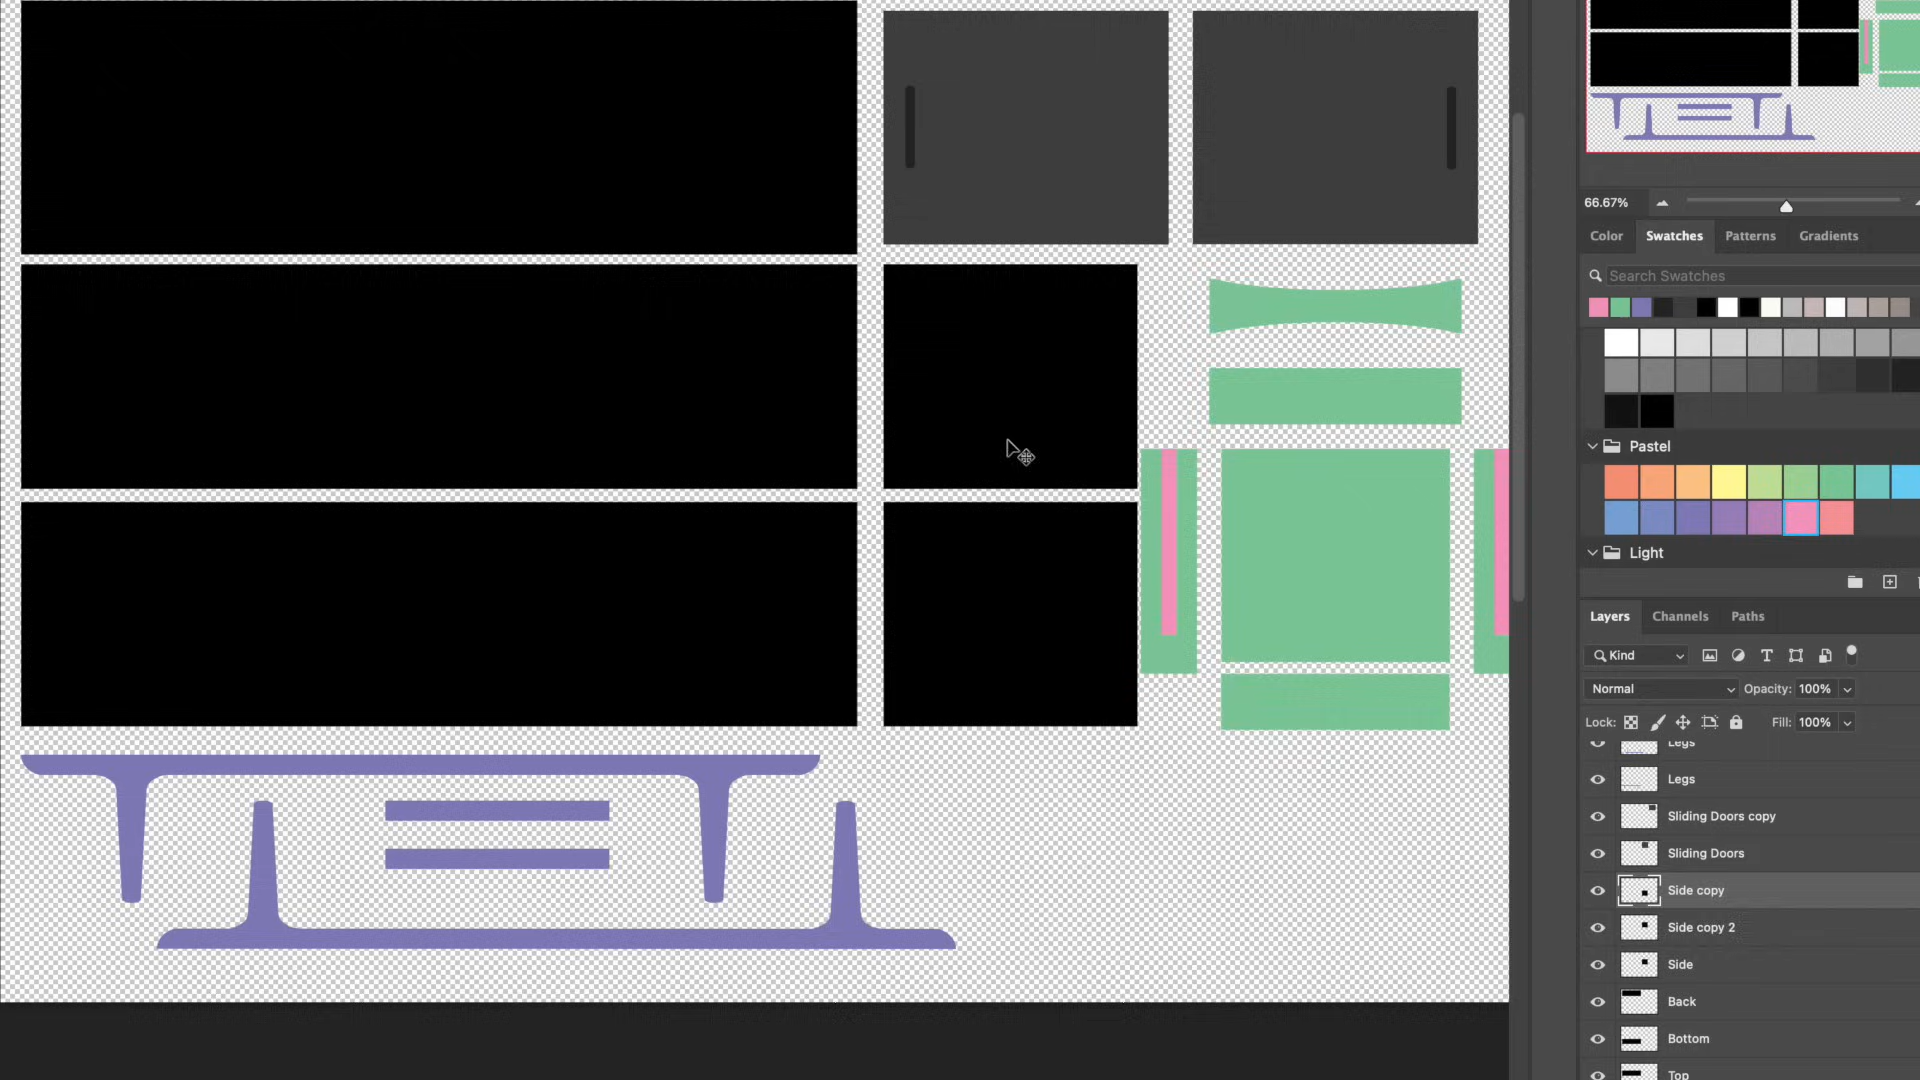 66.67%
Color Swatches Patterns Gradients
Search Swatches
Pastel
Light
Layers Channels Paths
Kind
Normal Opacity: 100%
Lock: Fill: 100%
Legs
Legs
Sliding Doors copy
Sliding Doors
Side copy
Side copy 2
Side
Back
Bottom
Top